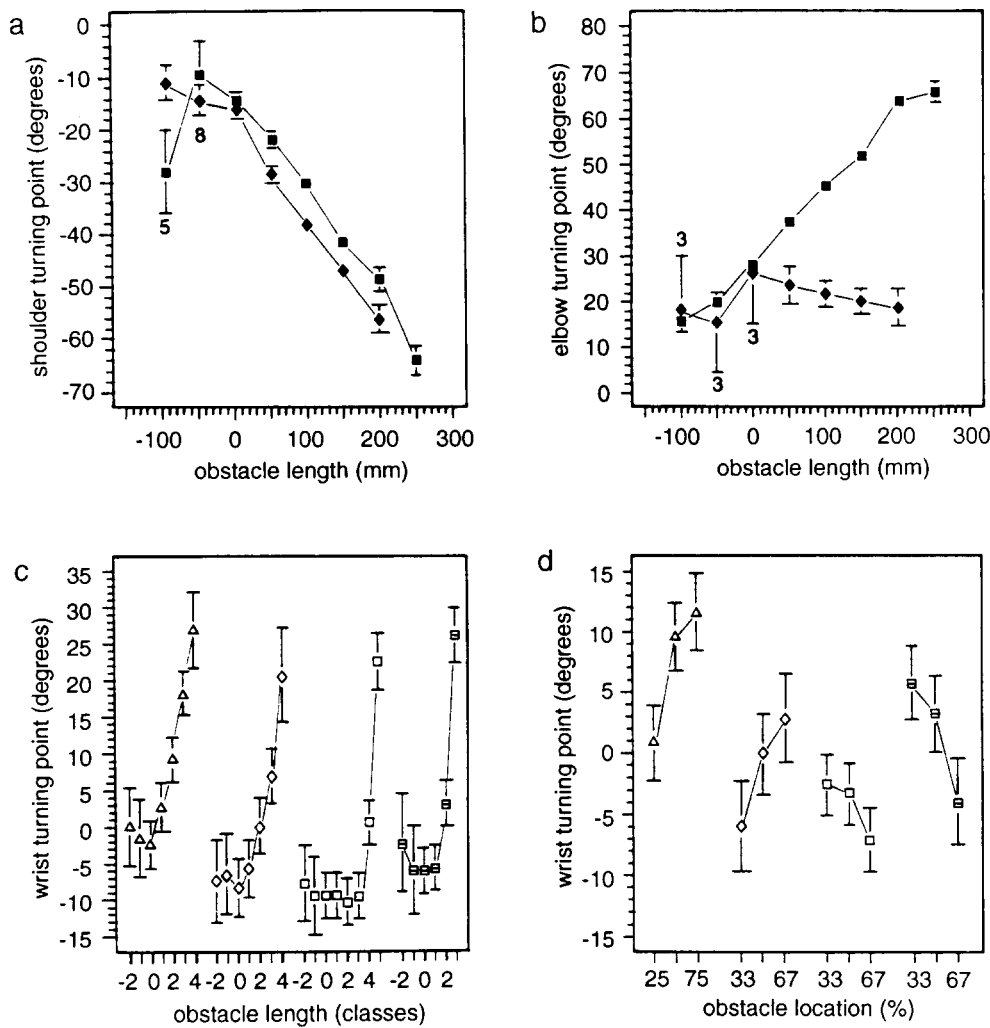 a
shoulder turning point (degrees)
0
-10
-20
-30
-40
-50
-60
-70
5
8
-100 0 100 200 300
obstacle length (mm)
b
elbow turning point (degrees)
80
70
60
50
40
30
20
10
0
3
3
3
-100 0 100 200 300
obstacle length (mm)
c
wrist turning point (degrees)
35
30
25
20
15
10
5
0
-5
-10
-15
-2 0 2 4 -2 0 2 4 -2 0 2 4 -2 0 2
obstacle length (classes)
d
wrist turning point (degrees)
15
10
5
0
-5
-10
-15
25 75 33 67 33 67 33 67
obstacle location (%)